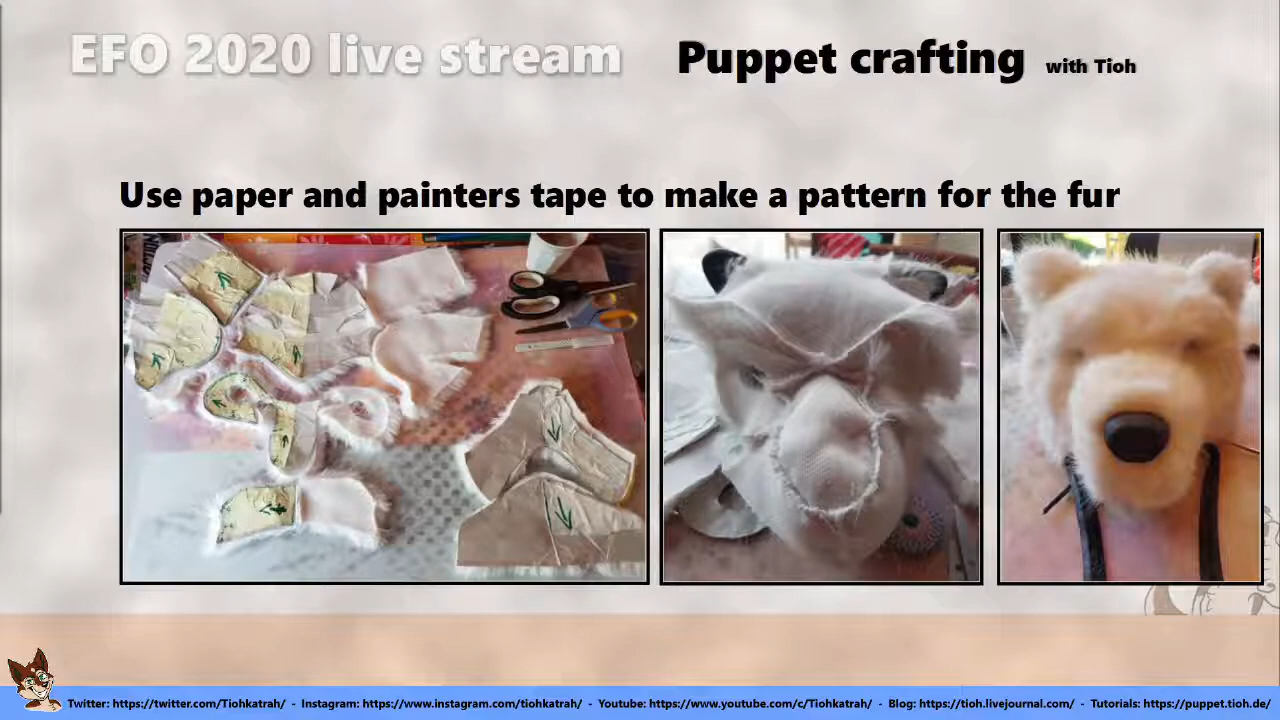 EFO 2020 live stream Puppet crafting with Tioh
Use paper and painters tape to make a pattern for the fur
Twitter: https://twitter.com/Tiohkatrah/ - Instagram: https://www.instagram.com/tiohkatrah/ - Youtube: https://www.youtube.com/c/Tiohkatrah/ - Blog: https://tioh.livejournal.com/ - Tutorials: https://puppet.tioh.de/